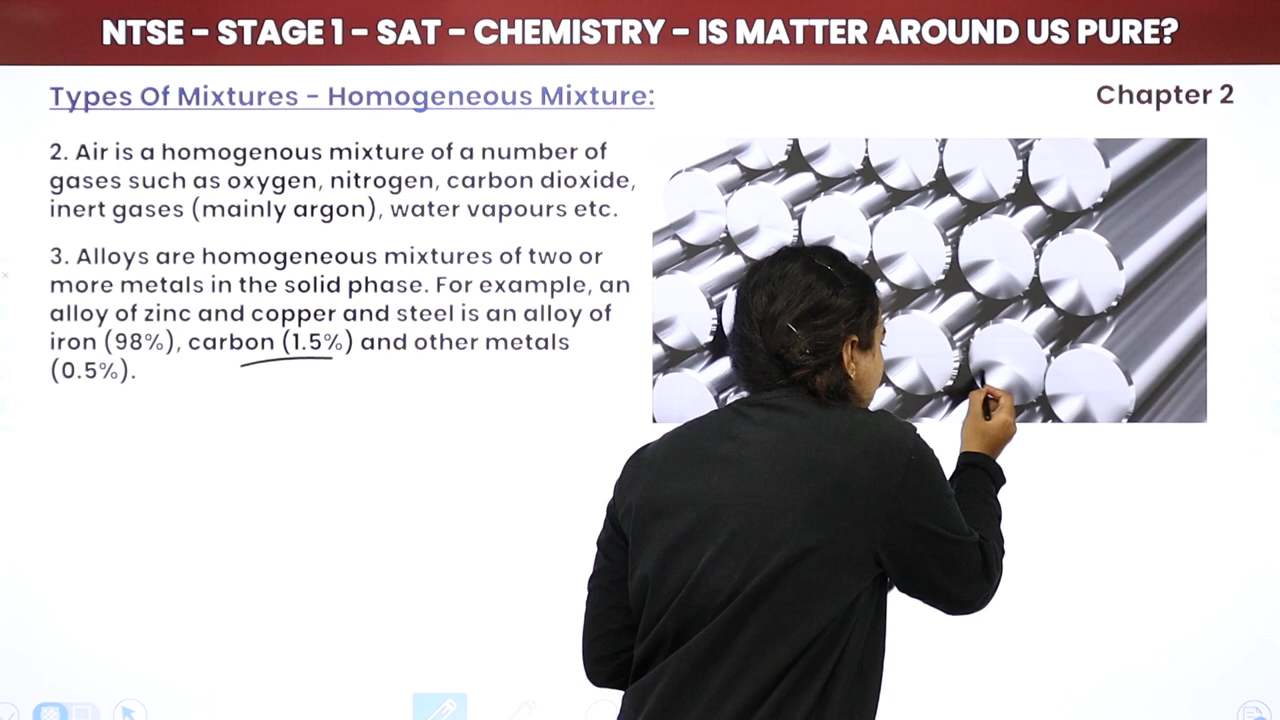 NTSE – STAGE 1 – SAT – CHEMISTRY – IS MATTER AROUND US PURE?
Types Of Mixtures – Homogeneous Mixture:
Chapter 2
2. Air is a homogenous mixture of a number of
gases such as oxygen, nitrogen, carbon dioxide,
inert gases (mainly argon), water vapours etc.
3. Alloys are homogeneous mixtures of two or
more metals in the solid phase. For example, an
alloy of zinc and copper and steel is an alloy of
iron (98%), carbon (1.5%) and other metals
(0.5%).